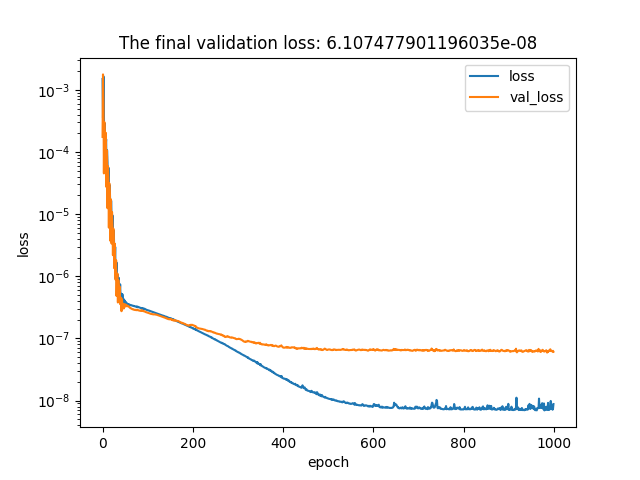 The final validation loss: 6.107477901196035e-08
loss
val_loss
10⁻³
10⁻⁴
10⁻⁵
10⁻⁶
10⁻⁷
10⁻⁸
loss
0 200 400 600 800 1000
epoch